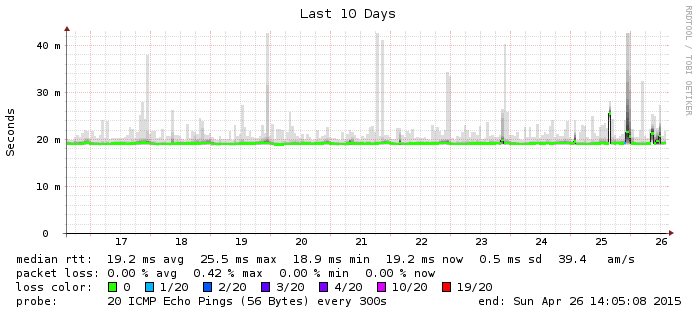 Last 10 Days
RRDTOOL / TOBI OETIKER
Seconds
40 m
30 m
20 m
10 m
0
17 18 19 20 21 22 23 24 25 26
median rtt: 19.2 ms avg 25.5 ms max 18.9 ms min 19.2 ms now 0.5 ms sd 39.4 am/s
packet loss: 0.00 % avg 0.42 % max 0.00 % min 0.00 % now
loss color: 0 1/20 2/20 3/20 4/20 10/20 19/20
probe: 20 ICMP Echo Pings (56 Bytes) every 300s end: Sun Apr 26 14:05:08 2015